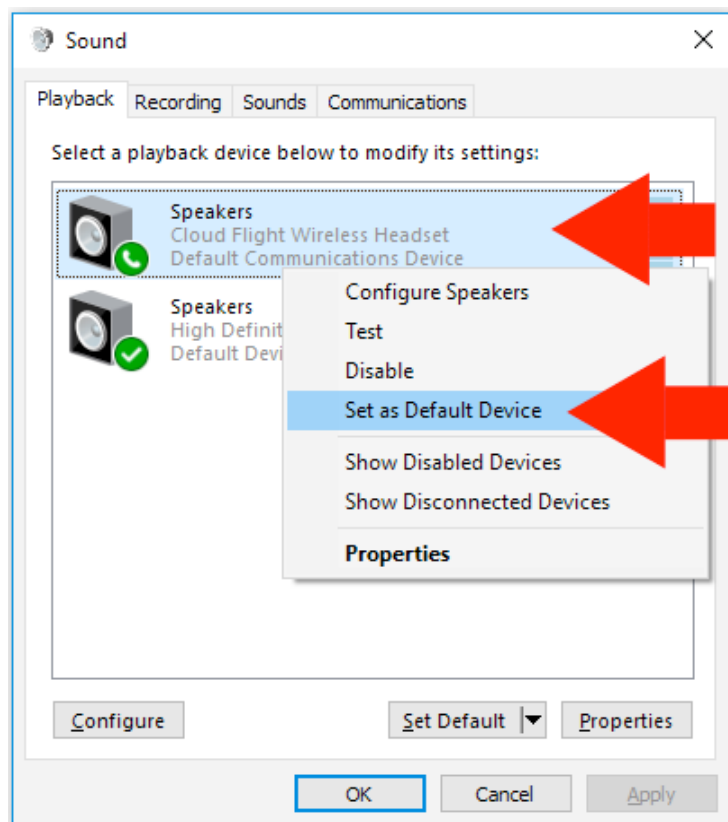 Sound
Playback Recording Sounds Communications
Select a playback device below to modify its settings:
Speakers
Cloud Flight Wireless Headset
Default Communications Device
Speakers
High Definit
Default Devi
Configure Speakers
Test
Disable
Set as Default Device
Show Disabled Devices
Show Disconnected Devices
Properties
Configure Set Default Properties
OK Cancel Apply